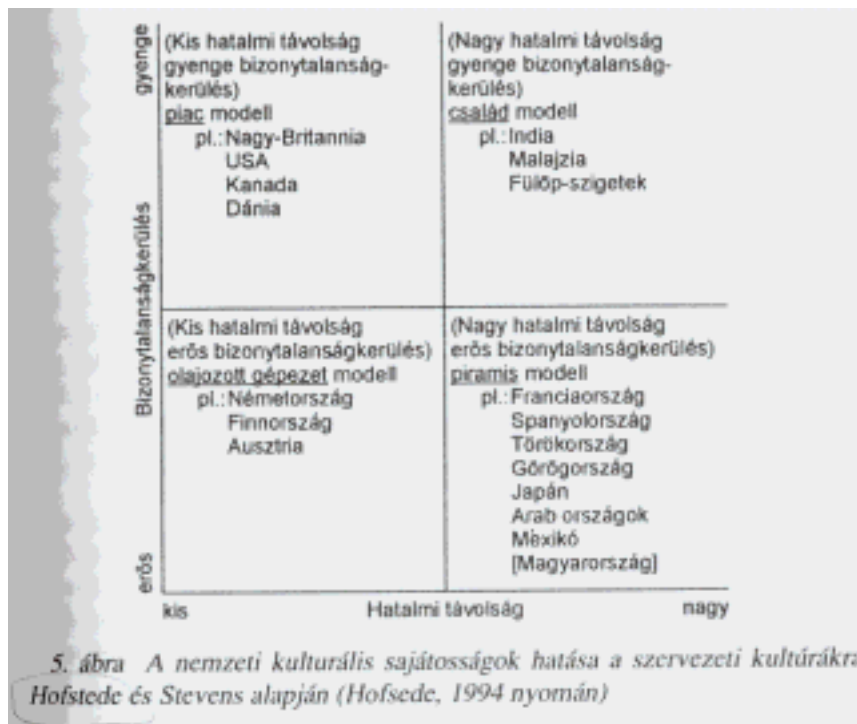 gyenge
Bizonytalanságkerülés
erős
(Kis hatalmi távolság
gyenge bizonytalanság-
kerülés)
piac modell
pl.: Nagy-Britannia
USA
Kanada
Dánia
(Nagy hatalmi távolság
gyenge bizonytalanság-
kerülés)
család modell
pl.: India
Malajzia
Fülöp-szigetek
(Kis hatalmi távolság
erős bizonytalanságkerülés)
olajozott gépezet modell
pl.: Németország
Finnország
Ausztria
(Nagy hatalmi távolság
erős bizonytalanságkerülés)
piramis modell
pl.: Franciaország
Spanyolország
Törökország
Görögország
Japán
Arab országok
Mexikó
[Magyarország]
kis Hatalmi távolság nagy
5. ábra A nemzeti kulturális sajátosságok hatása a szervezeti kultúrákra
Hofstede és Stevens alapján (Hofsede, 1994 nyomán)